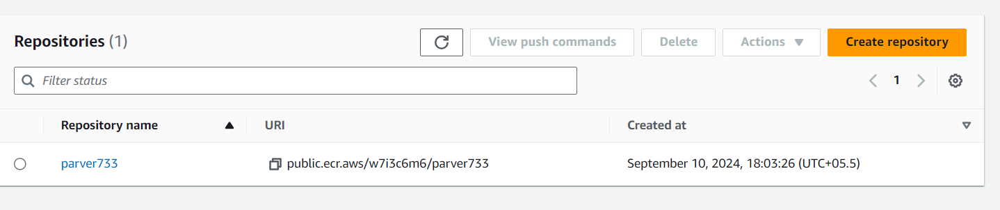 Repositories (1)
View push commands
Delete
Actions
Create repository
Filter status
1
Repository name
URI
Created at
parver733
public.ecr.aws/w7i3c6m6/parver733
September 10, 2024, 18:03:26 (UTC+05.5)